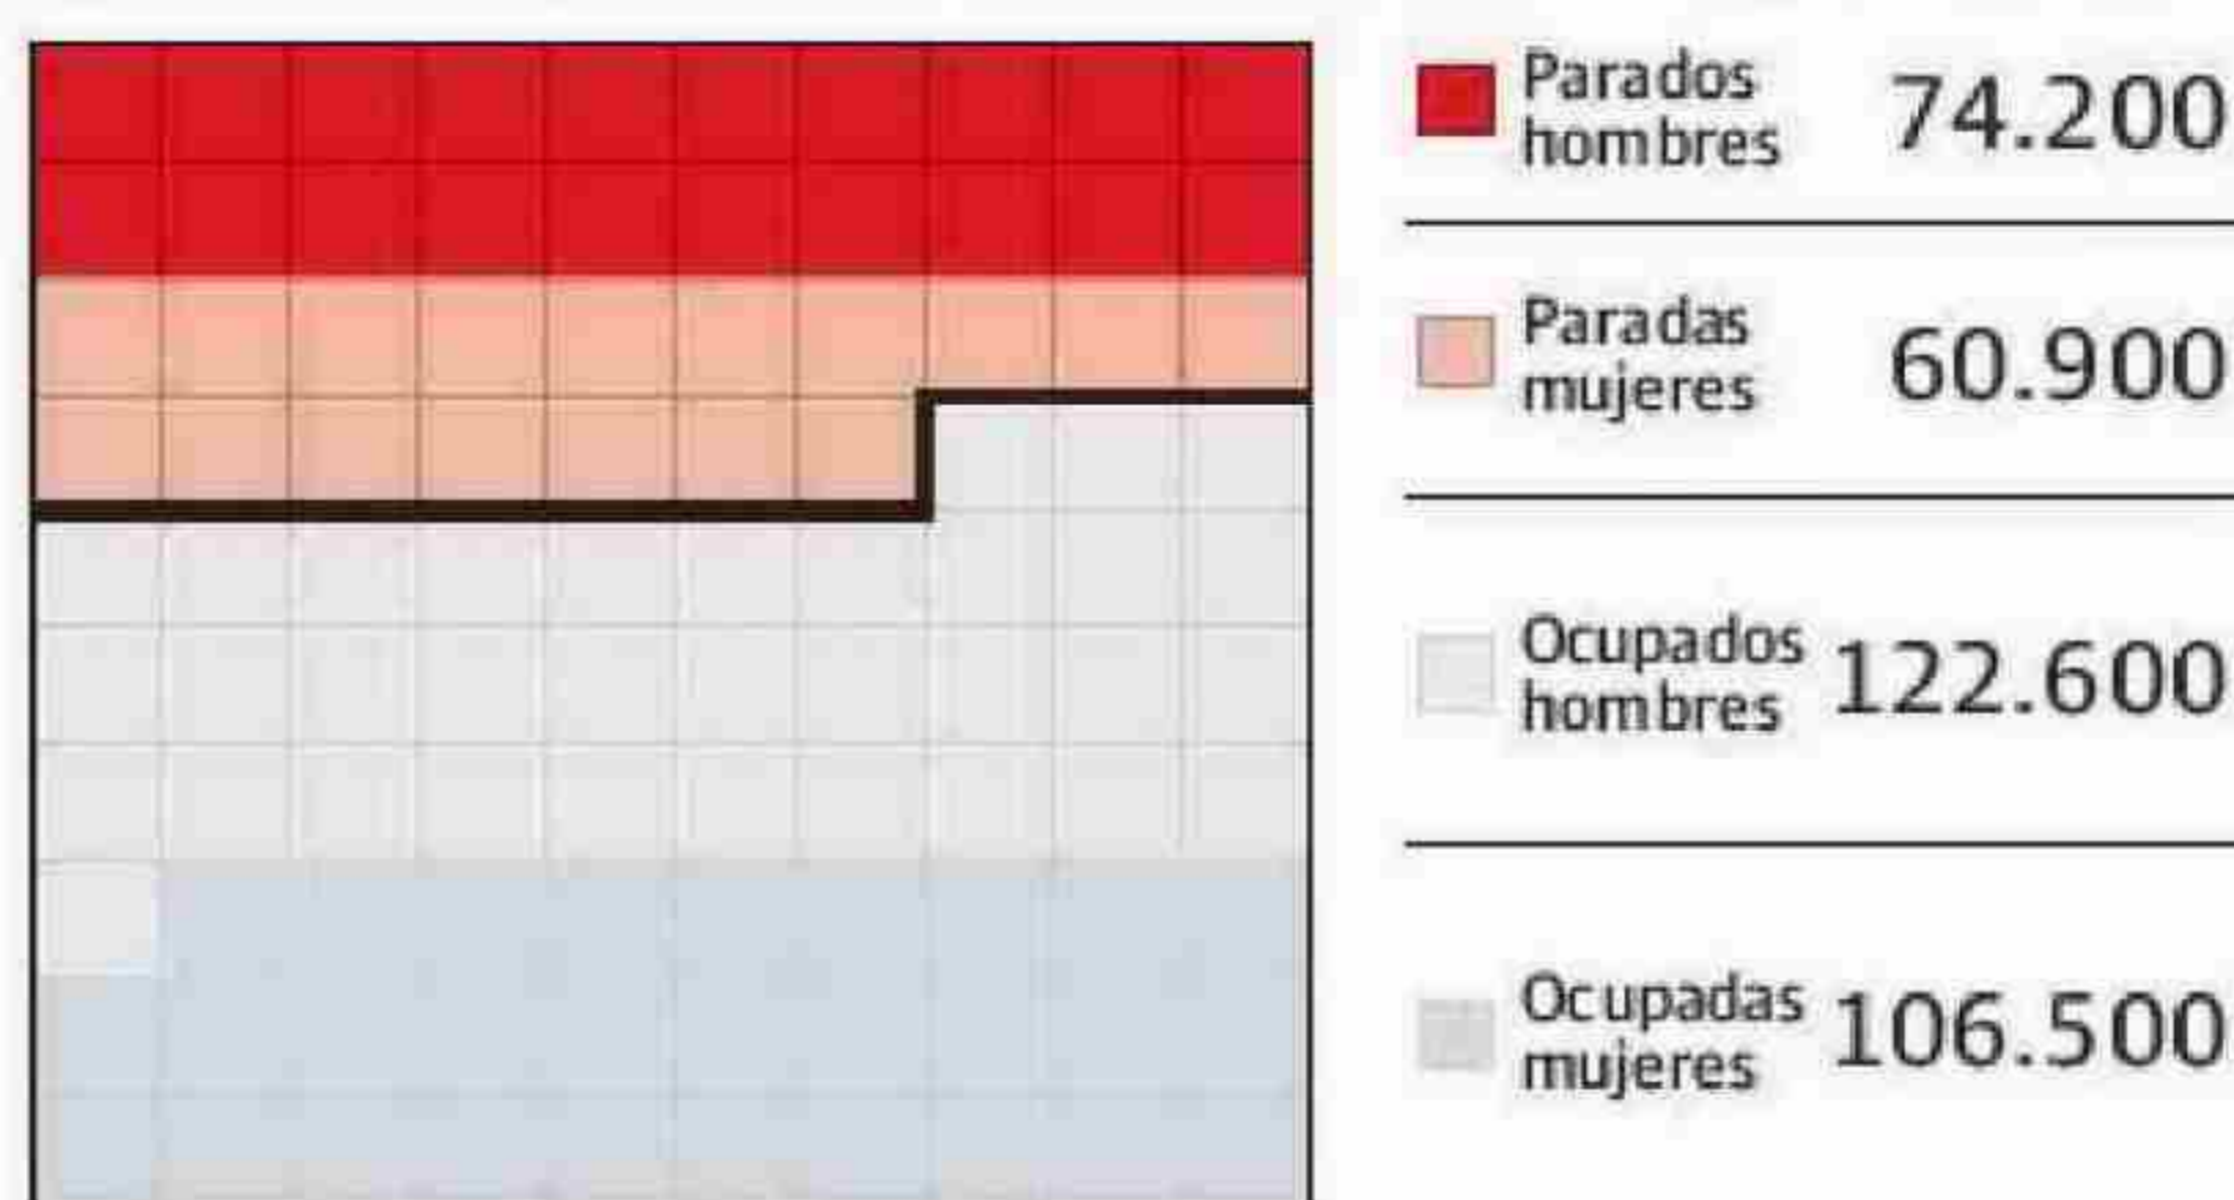 Parados
hombres 74.200
Paradas
mujeres 60.900
Ocupados
hombres 122.600
Ocupadas
mujeres 106.500